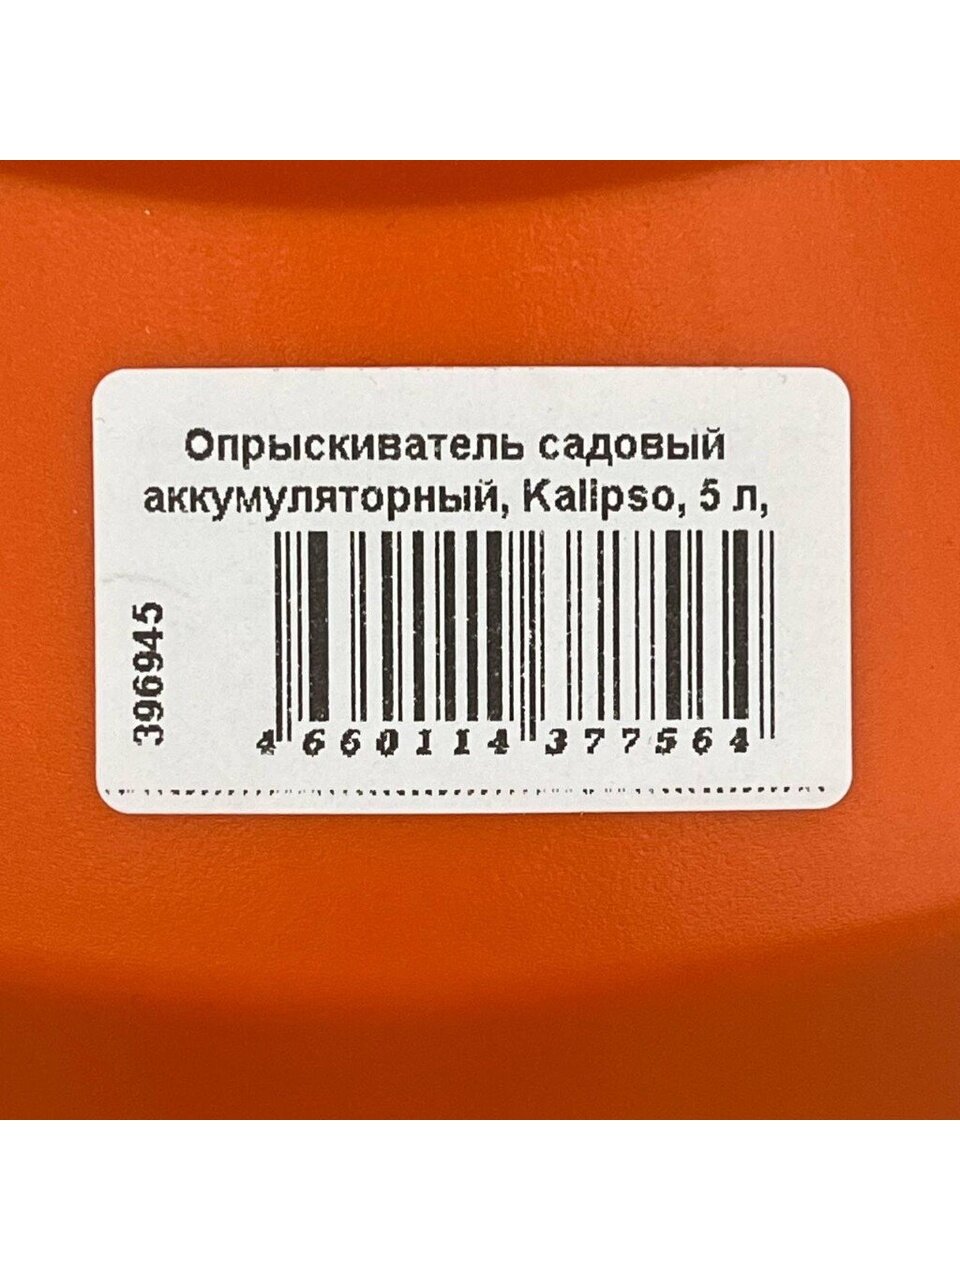 Опрыскиватель садовый
аккумуляторный, Kalipso, 5 л,
396945
4660114377564